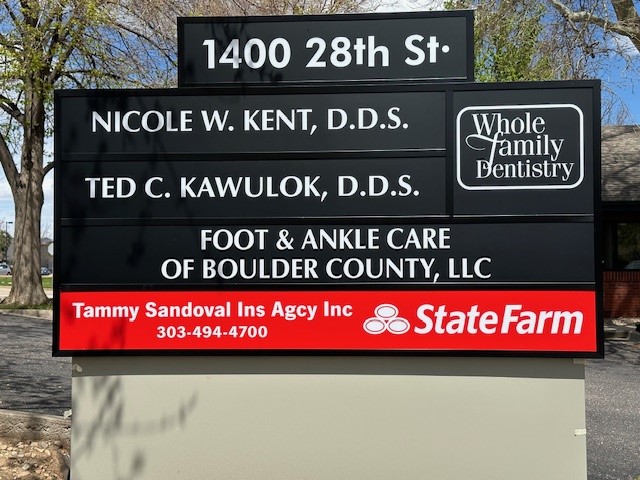 1400 28th St.
NICOLE W. KENT, D.D.S.
TED C. KAWULOK, D.D.S.
Whole
Family
Dentistry
FOOT & ANKLE CARE
OF BOULDER COUNTY, LLC
Tammy Sandoval Ins Agcy Inc
303-494-4700
State Farm